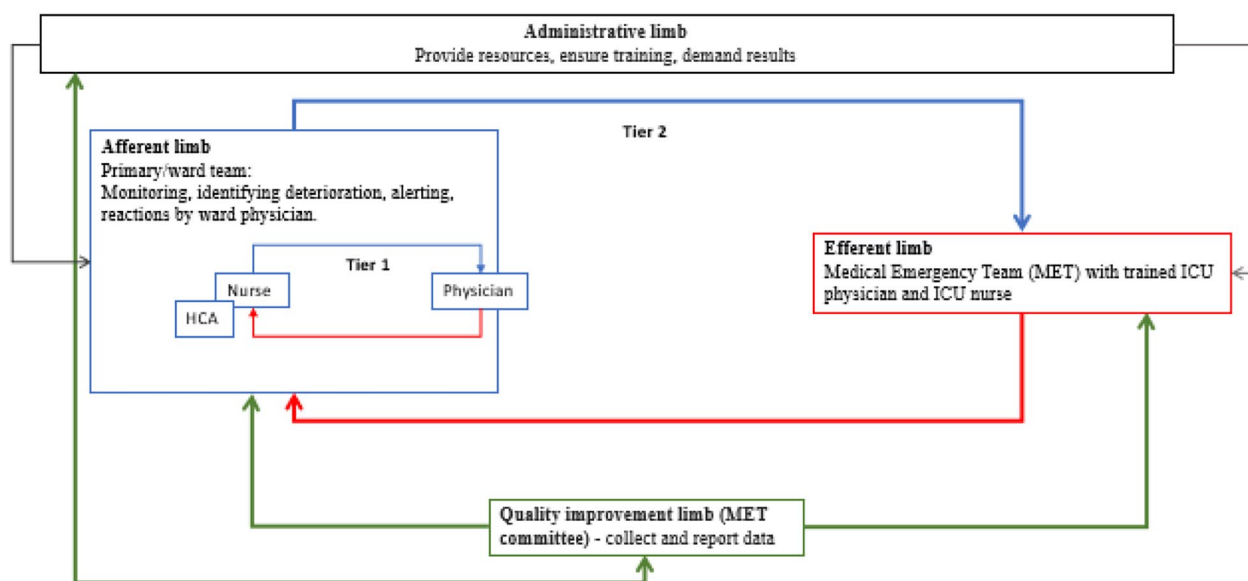 Administrative limb
Provide resources, ensure training, demand results
Tier 2
Afferent limb
Primary/ward team:
Monitoring, identifying deterioration, alerting,
reactions by ward physician.
Tier 1
Nurse
Physician
HCA
Efferent limb
Medical Emergency Team (MET) with trained ICU
physician and ICU nurse
Quality improvement limb (MET
committee) - collect and report data